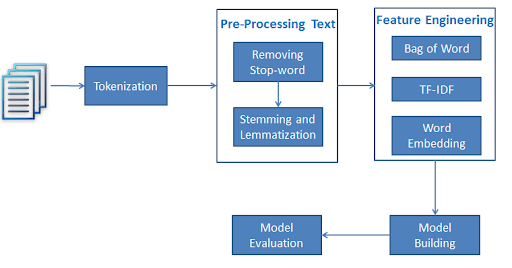 Pre-Processing Text
Feature Engineering
Tokenization
Removing
Stop-word
Stemming and
Lemmatization
Bag of Word
TF-IDF
Word
Embedding
Model
Building
Model
Evaluation